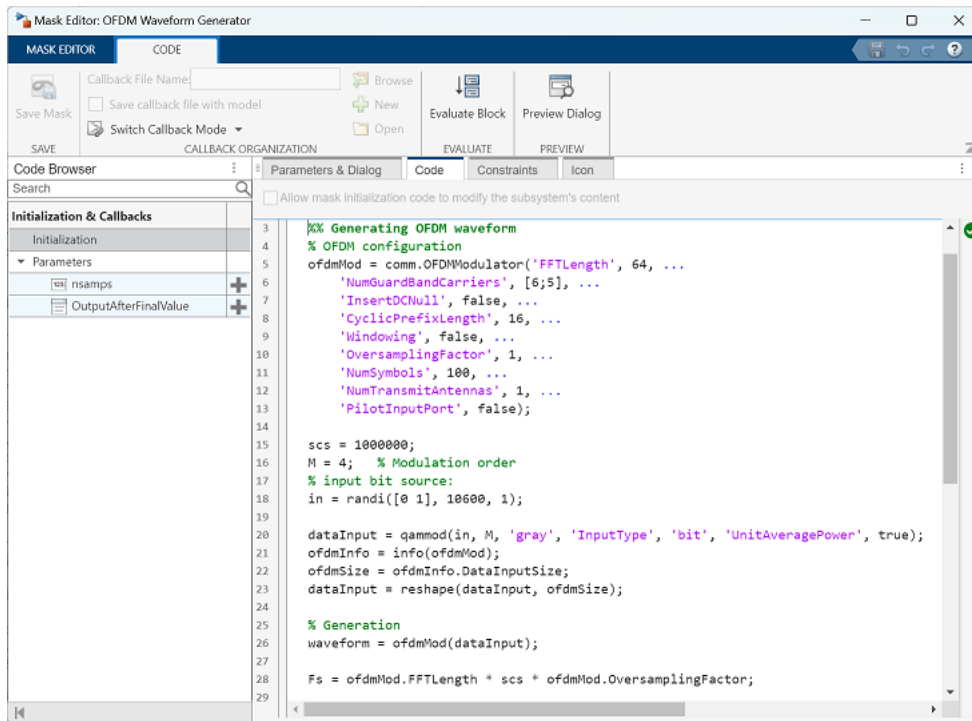 Mask Editor: OFDM Waveform Generator
MASK EDITOR
CODE
Save Mask
Callback File Name:
Browse
Save callback file with model
New
Switch Callback Mode
Open
Evaluate Block
Preview Dialog
SAVE
CALLBACK ORGANIZATION
EVALUATE
PREVIEW
Code Browser
Parameters & Dialog
Code
Constraints
Icon
Search
Allow mask initialization code to modify the subsystem's content
Initialization & Callbacks
Initialization
Parameters
123 nsamps
OutputAfterFinalValue
3 %% Generating OFDM waveform
4 % OFDM configuration
5 ofdmMod = comm.OFDMModulator('FFTLength', 64, ...
6 'NumGuardBandCarriers', [6;5], ...
7 'InsertDCNull', false, ...
8 'CyclicPrefixLength', 16, ...
9 'Windowing', false, ...
10 'OversamplingFactor', 1, ...
11 'NumSymbols', 100, ...
12 'NumTransmitAntennas', 1, ...
13 'PilotInputPort', false);
14
15 scs = 1000000;
16 M = 4; % Modulation order
17 % input bit source:
18 in = randi([0 1], 10600, 1);
19
20 dataInput = qammod(in, M, 'gray', 'InputType', 'bit', 'UnitAveragePower', true);
21 ofdmInfo = info(ofdmMod);
22 ofdmSize = ofdmInfo.DataInputSize;
23 dataInput = reshape(dataInput, ofdmSize);
24
25 % Generation
26 waveform = ofdmMod(dataInput);
27
28 Fs = ofdmMod.FFTLength * scs * ofdmMod.OversamplingFactor;
29